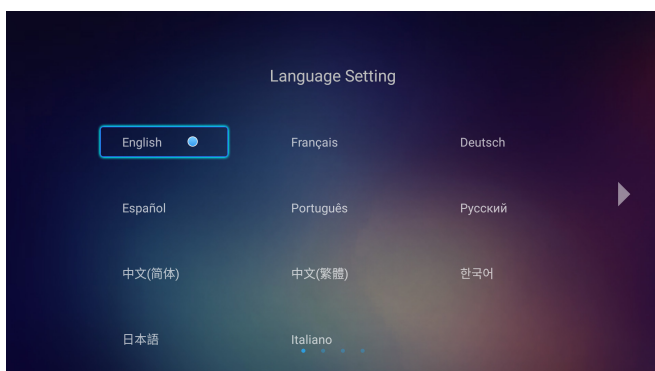 Language Setting
English Français Deutsch
Español Português Русский
中文(简体) 中文(繁體) 한국어
日本語 Italiano